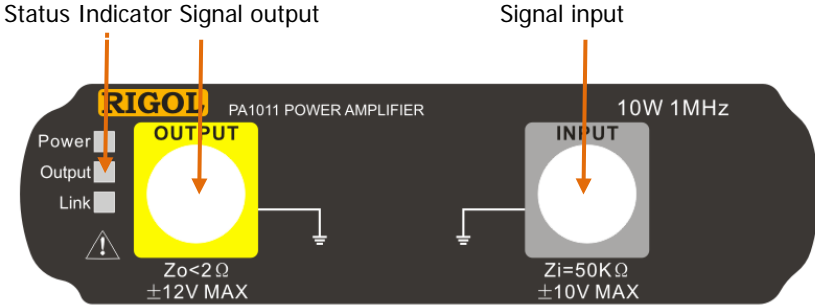 Status Indicator Signal output
Signal input
RIGOL PA1011 POWER AMPLIFIER
10W 1MHz
Power
OUTPUT
INPUT
Output
Link
Zo<2Ω
±12V MAX
Zi=50KΩ
±10V MAX